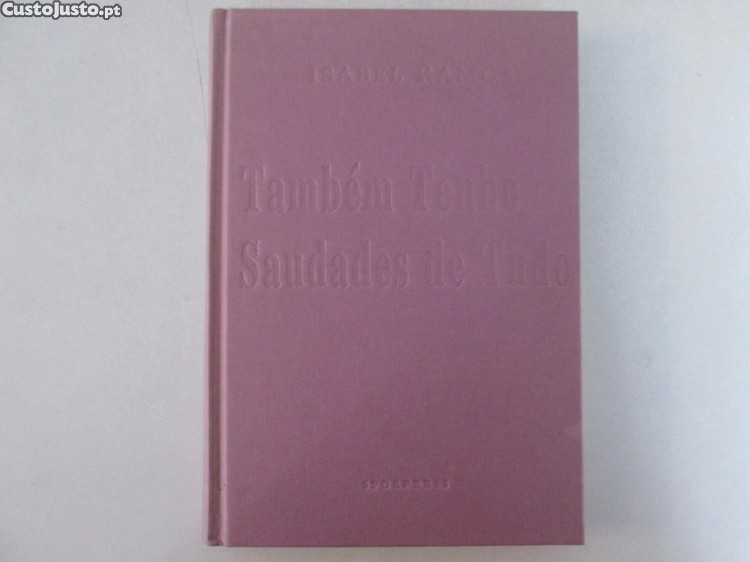 CustoJusto.pt
ISABEL RAMOS
Também Tenho
Saudades de Tudo
SPORPRESS